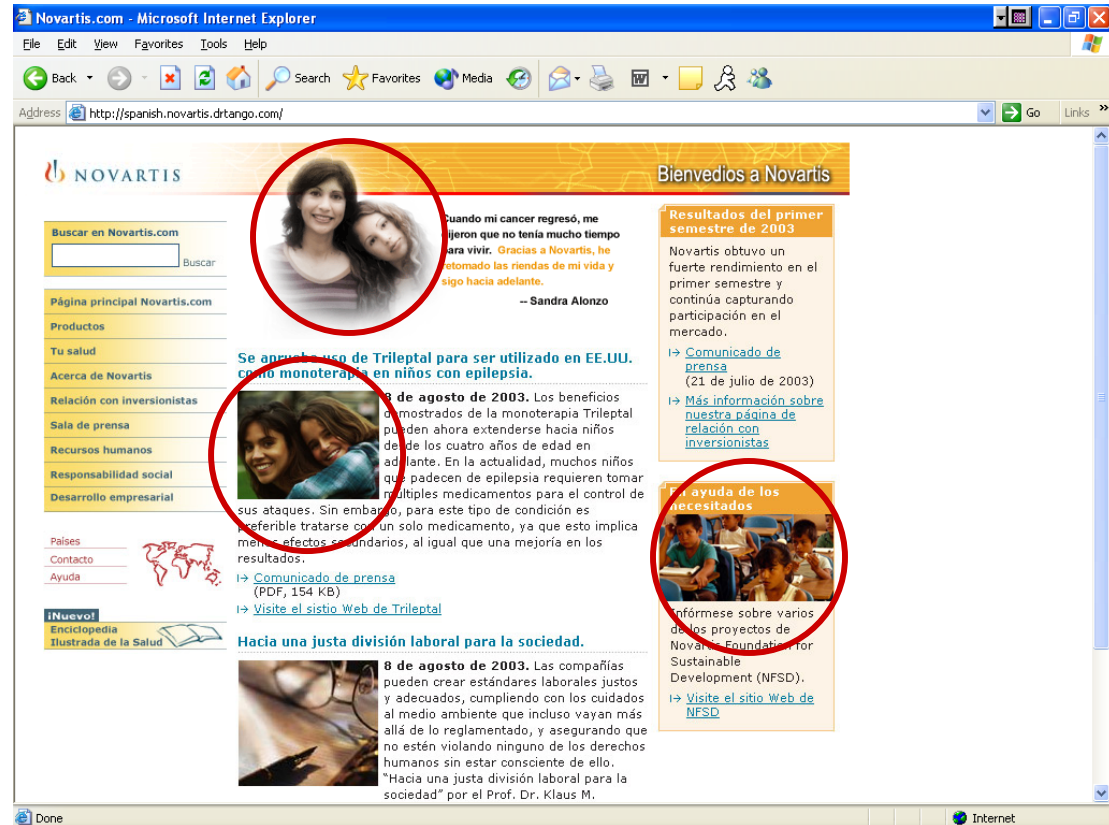 Novartis.com - Microsoft Internet Explorer
File Edit View Favorites Tools Help
Back Search Favorites Media
Address http://spanish.novartis.drtango.com/ Go Links »
NOVARTIS
Bienvedios a Novartis
Buscar en Novartis.com
Buscar
Página principal Novartis.com
Productos
Tu salud
Acerca de Novartis
Relación con inversionistas
Sala de prensa
Recursos humanos
Responsabilidad social
Desarrollo empresarial
Países
Contacto
Ayuda
¡Nuevo!
Enciclopedia
Ilustrada de la Salud
Cuando mi cancer regresó, me
dijeron que no tenía mucho tiempo
para vivir. Gracias a Novartis, he
retomado las riendas de mi vida y
sigo hacia adelante.
-- Sandra Alonzo
Se aprueba uso de Trileptal para ser utilizado en EE.UU.
como monoterapia en niños con epilepsia.
8 de agosto de 2003. Los beneficios
demostrados de la monoterapia Trileptal
pueden ahora extenderse hacia niños
desde los cuatro años de edad en
adelante. En la actualidad, muchos niños
que padecen de epilepsia requieren tomar
múltiples medicamentos para el control de
sus ataques. Sin embargo, para este tipo de condición es
preferible tratarse con un solo medicamento, ya que esto implica
menos efectos secundarios, al igual que una mejoría en los
resultados.
Comunicado de prensa
(PDF, 154 KB)
Visite el sistio Web de Trileptal
Hacia una justa división laboral para la sociedad.
8 de agosto de 2003. Las compañías
pueden crear estándares laborales justos
y adecuados, cumpliendo con los cuidados
al medio ambiente que incluso vayan más
allá de lo reglamentado, y asegurando que
no estén violando ninguno de los derechos
humanos sin estar consciente de ello.
"Hacia una justa división laboral para la
sociedad" por el Prof. Dr. Klaus M.
Resultados del primer
semestre de 2003
Novartis obtuvo un
fuerte rendimiento en el
primer semestre y
continúa capturando
participación en el
mercado.
Comunicado de
prensa
(21 de julio de 2003)
Más información sobre
nuestra página de
relación con
inversionistas
En ayuda de los
necesitados
Infórmese sobre varios
de los proyectos de
Novartis Foundation for
Sustainable
Development (NFSD).
Visite el sitio Web de
NFSD
Done
Internet